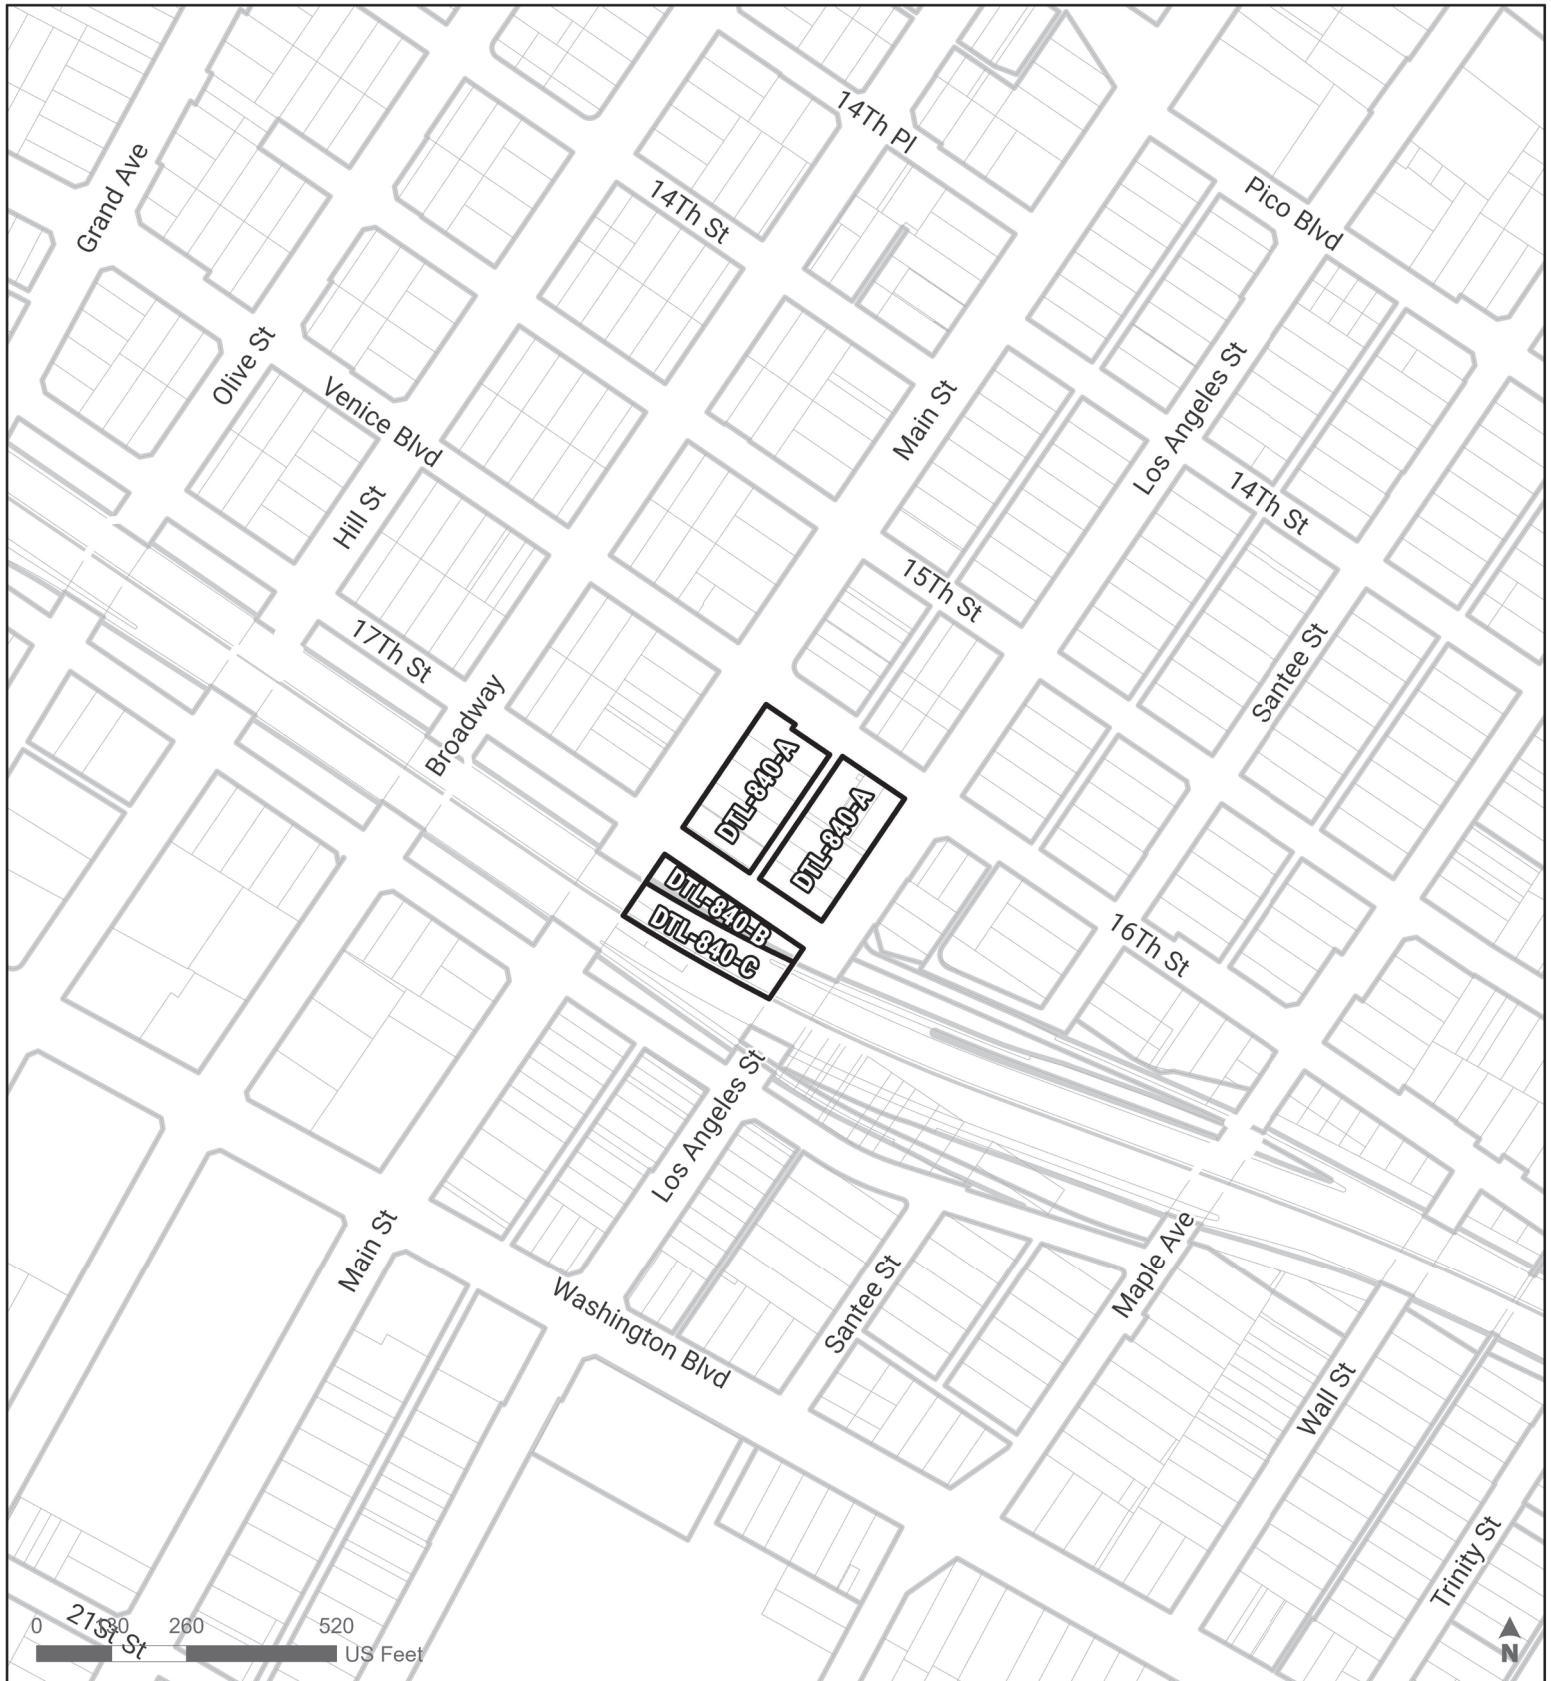 14Th Pl
Grand Ave
14Th St
Pico Blvd
Olive St
Venice Blvd
Main St
Los Angeles St
Hill St
14Th St
15Th St
17Th St
Santee St
Broadway
DTL-840-A
DTL-840-A
DTL-840-B
DTL-840-C
16Th St
Los Angeles St
Main St
Washington Blvd
Santee St
Maple Ave
Wall St
Trinity St
21St St
0 130 260 520
US Feet
N